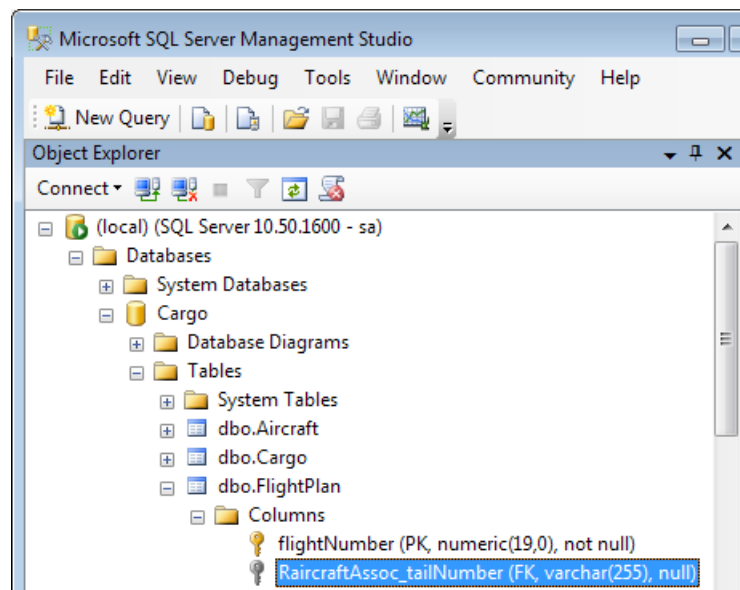 Microsoft SQL Server Management Studio
File Edit View Debug Tools Window Community Help
New Query
Object Explorer
Connect
(local) (SQL Server 10.50.1600 - sa)
Databases
System Databases
Cargo
Database Diagrams
Tables
System Tables
dbo.Aircraft
dbo.Cargo
dbo.FlightPlan
Columns
flightNumber (PK, numeric(19,0), not null)
RaircraftAssoc_tailNumber (FK, varchar(255), null)